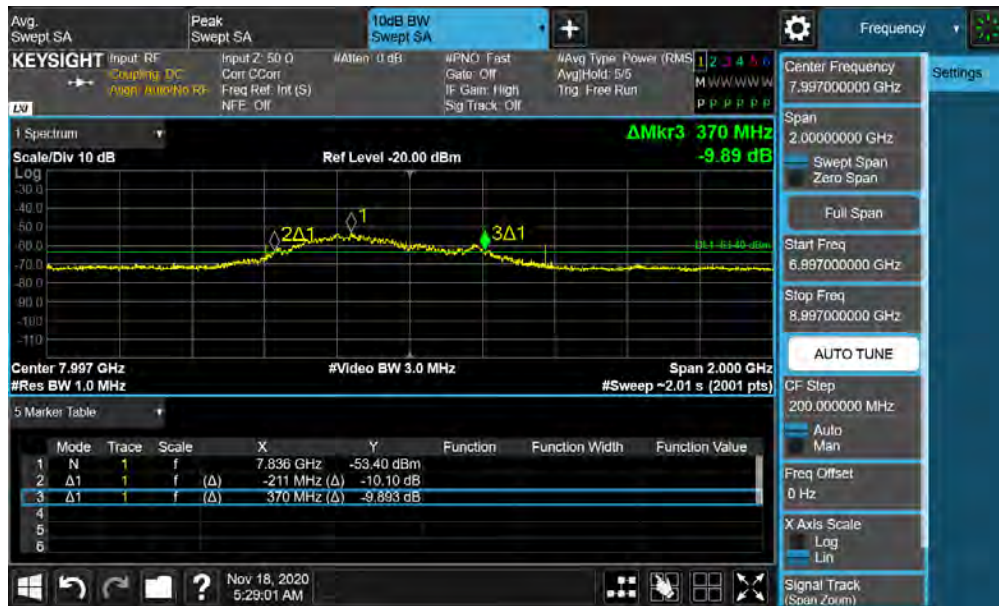 Avg.
Swept SA
Peak
Swept SA
10dB BW
Swept SA
Frequency
KEYSIGHT
Input: RF
Coupling: DC
Align: Auto/No RF
Input Z: 50 Ω
Corr CCorr
Freq Ref: Int (S)
NFE: Off
#Atten: 0 dB
#PNO: Fast
Gate: Off
IF Gain: High
Sig Track: Off
#Avg Type: Power (RMS
Avg|Hold: 5/5
Trig: Free Run
1 2 3 4 5 6
M W W W W W
P P P P P P
LXI
1 Spectrum
ΔMkr3 370 MHz
-9.89 dB
Scale/Div 10 dB
Ref Level -20.00 dBm
Log
-30.0
-40.0
-50.0
-60.0
-70.0
-80.0
-90.0
-100
-110
1
2Δ1
3Δ1
DL1 -63.40 dBm
Center 7.997 GHz
#Video BW 3.0 MHz
Span 2.000 GHz
#Res BW 1.0 MHz
#Sweep ~2.01 s (2001 pts)
5 Marker Table
Mode Trace Scale X Y Function Function Width Function Value
1 N 1 f 7.836 GHz -53.40 dBm
2 Δ1 1 f (Δ) -211 MHz (Δ) -10.10 dB
3 Δ1 1 f (Δ) 370 MHz (Δ) -9.893 dB
4
5
6
Nov 18, 2020
5:29:01 AM
Settings
Center Frequency
7.997000000 GHz
Span
2.00000000 GHz
Swept Span
Zero Span
Full Span
Start Freq
6.997000000 GHz
Stop Freq
8.997000000 GHz
AUTO TUNE
CF Step
200.000000 MHz
Auto
Man
Freq Offset
0 Hz
X Axis Scale
Log
Lin
Signal Track
(Span Zoom)